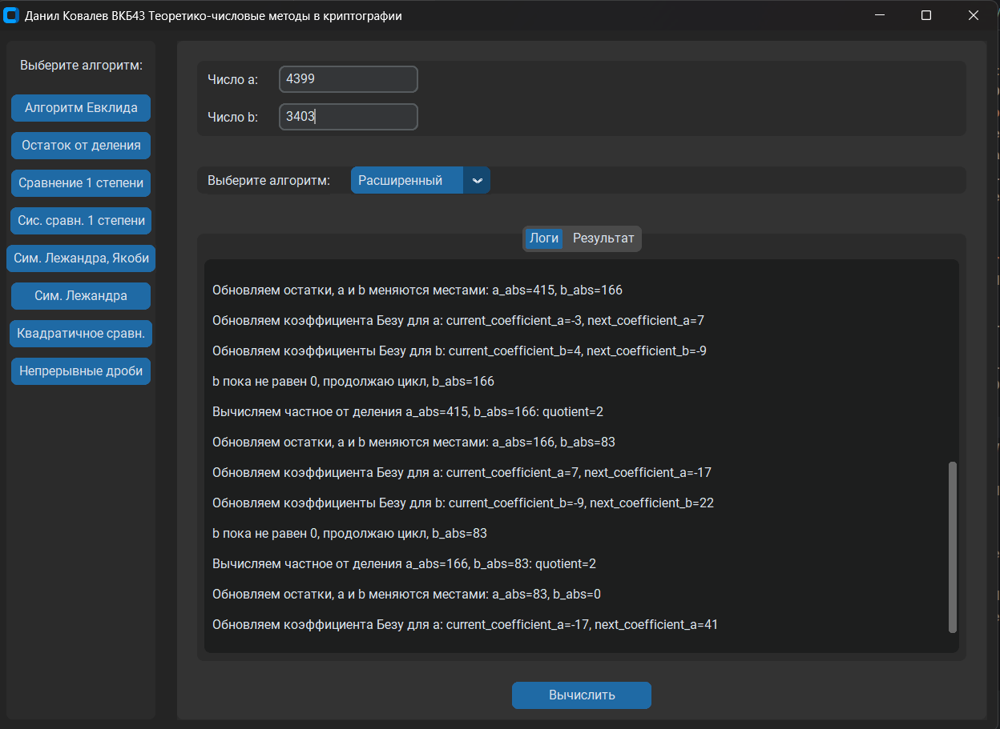 Данил Ковалев ВКБ43 Теоретико-числовые методы в криптографии
Выберите алгоритм:
Алгоритм Евклида
Остаток от деления
Сравнение 1 степени
Сис. сравн. 1 степени
Сим. Лежандра, Якоби
Сим. Лежандра
Квадратичное сравн.
Непрерывные дроби
Число a: 4399
Число b: 3403
Выберите алгоритм: Расширенный
Логи Результат
Обновляем остатки, a и b меняются местами: a_abs=415, b_abs=166
Обновляем коэффициента Безу для a: current_coefficient_a=-3, next_coefficient_a=7
Обновляем коэффициенты Безу для b: current_coefficient_b=4, next_coefficient_b=-9
b пока не равен 0, продолжаю цикл, b_abs=166
Вычисляем частное от деления a_abs=415, b_abs=166: quotient=2
Обновляем остатки, a и b меняются местами: a_abs=166, b_abs=83
Обновляем коэффициента Безу для a: current_coefficient_a=7, next_coefficient_a=-17
Обновляем коэффициенты Безу для b: current_coefficient_b=-9, next_coefficient_b=22
b пока не равен 0, продолжаю цикл, b_abs=83
Вычисляем частное от деления a_abs=166, b_abs=83: quotient=2
Обновляем остатки, a и b меняются местами: a_abs=83, b_abs=0
Обновляем коэффициента Безу для a: current_coefficient_a=-17, next_coefficient_a=41
Вычислить